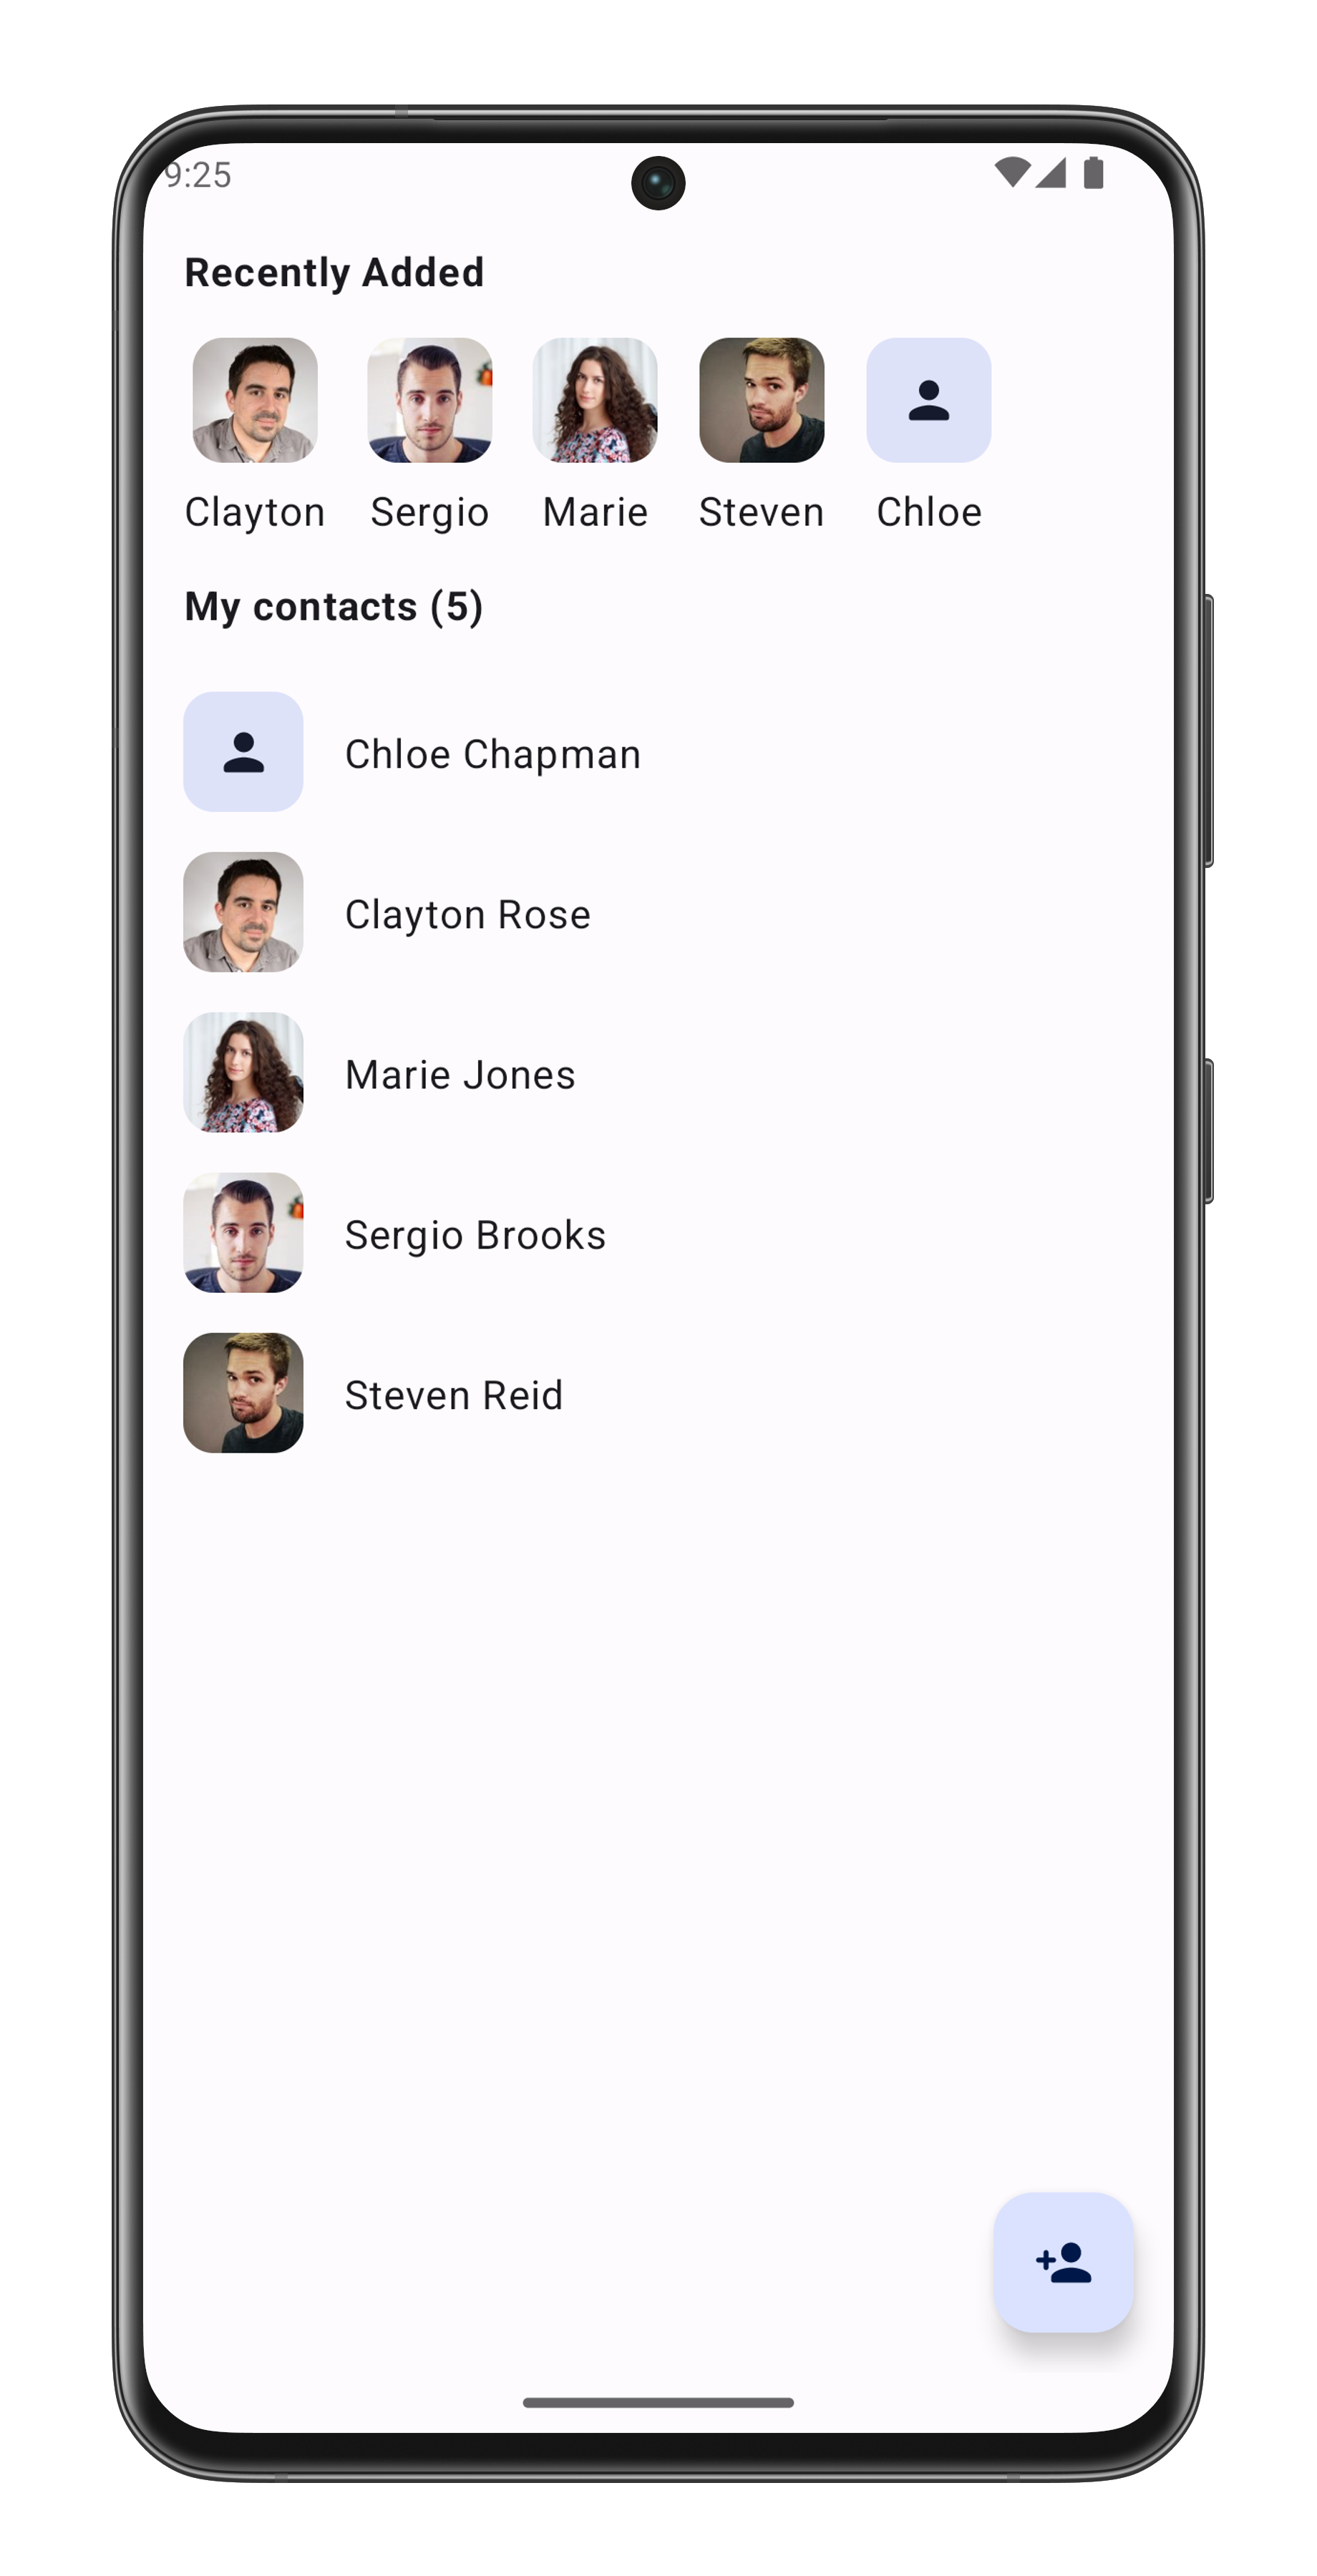 9:25
Recently Added
Clayton Sergio Marie Steven Chloe
My contacts (5)
Chloe Chapman
Clayton Rose
Marie Jones
Sergio Brooks
Steven Reid